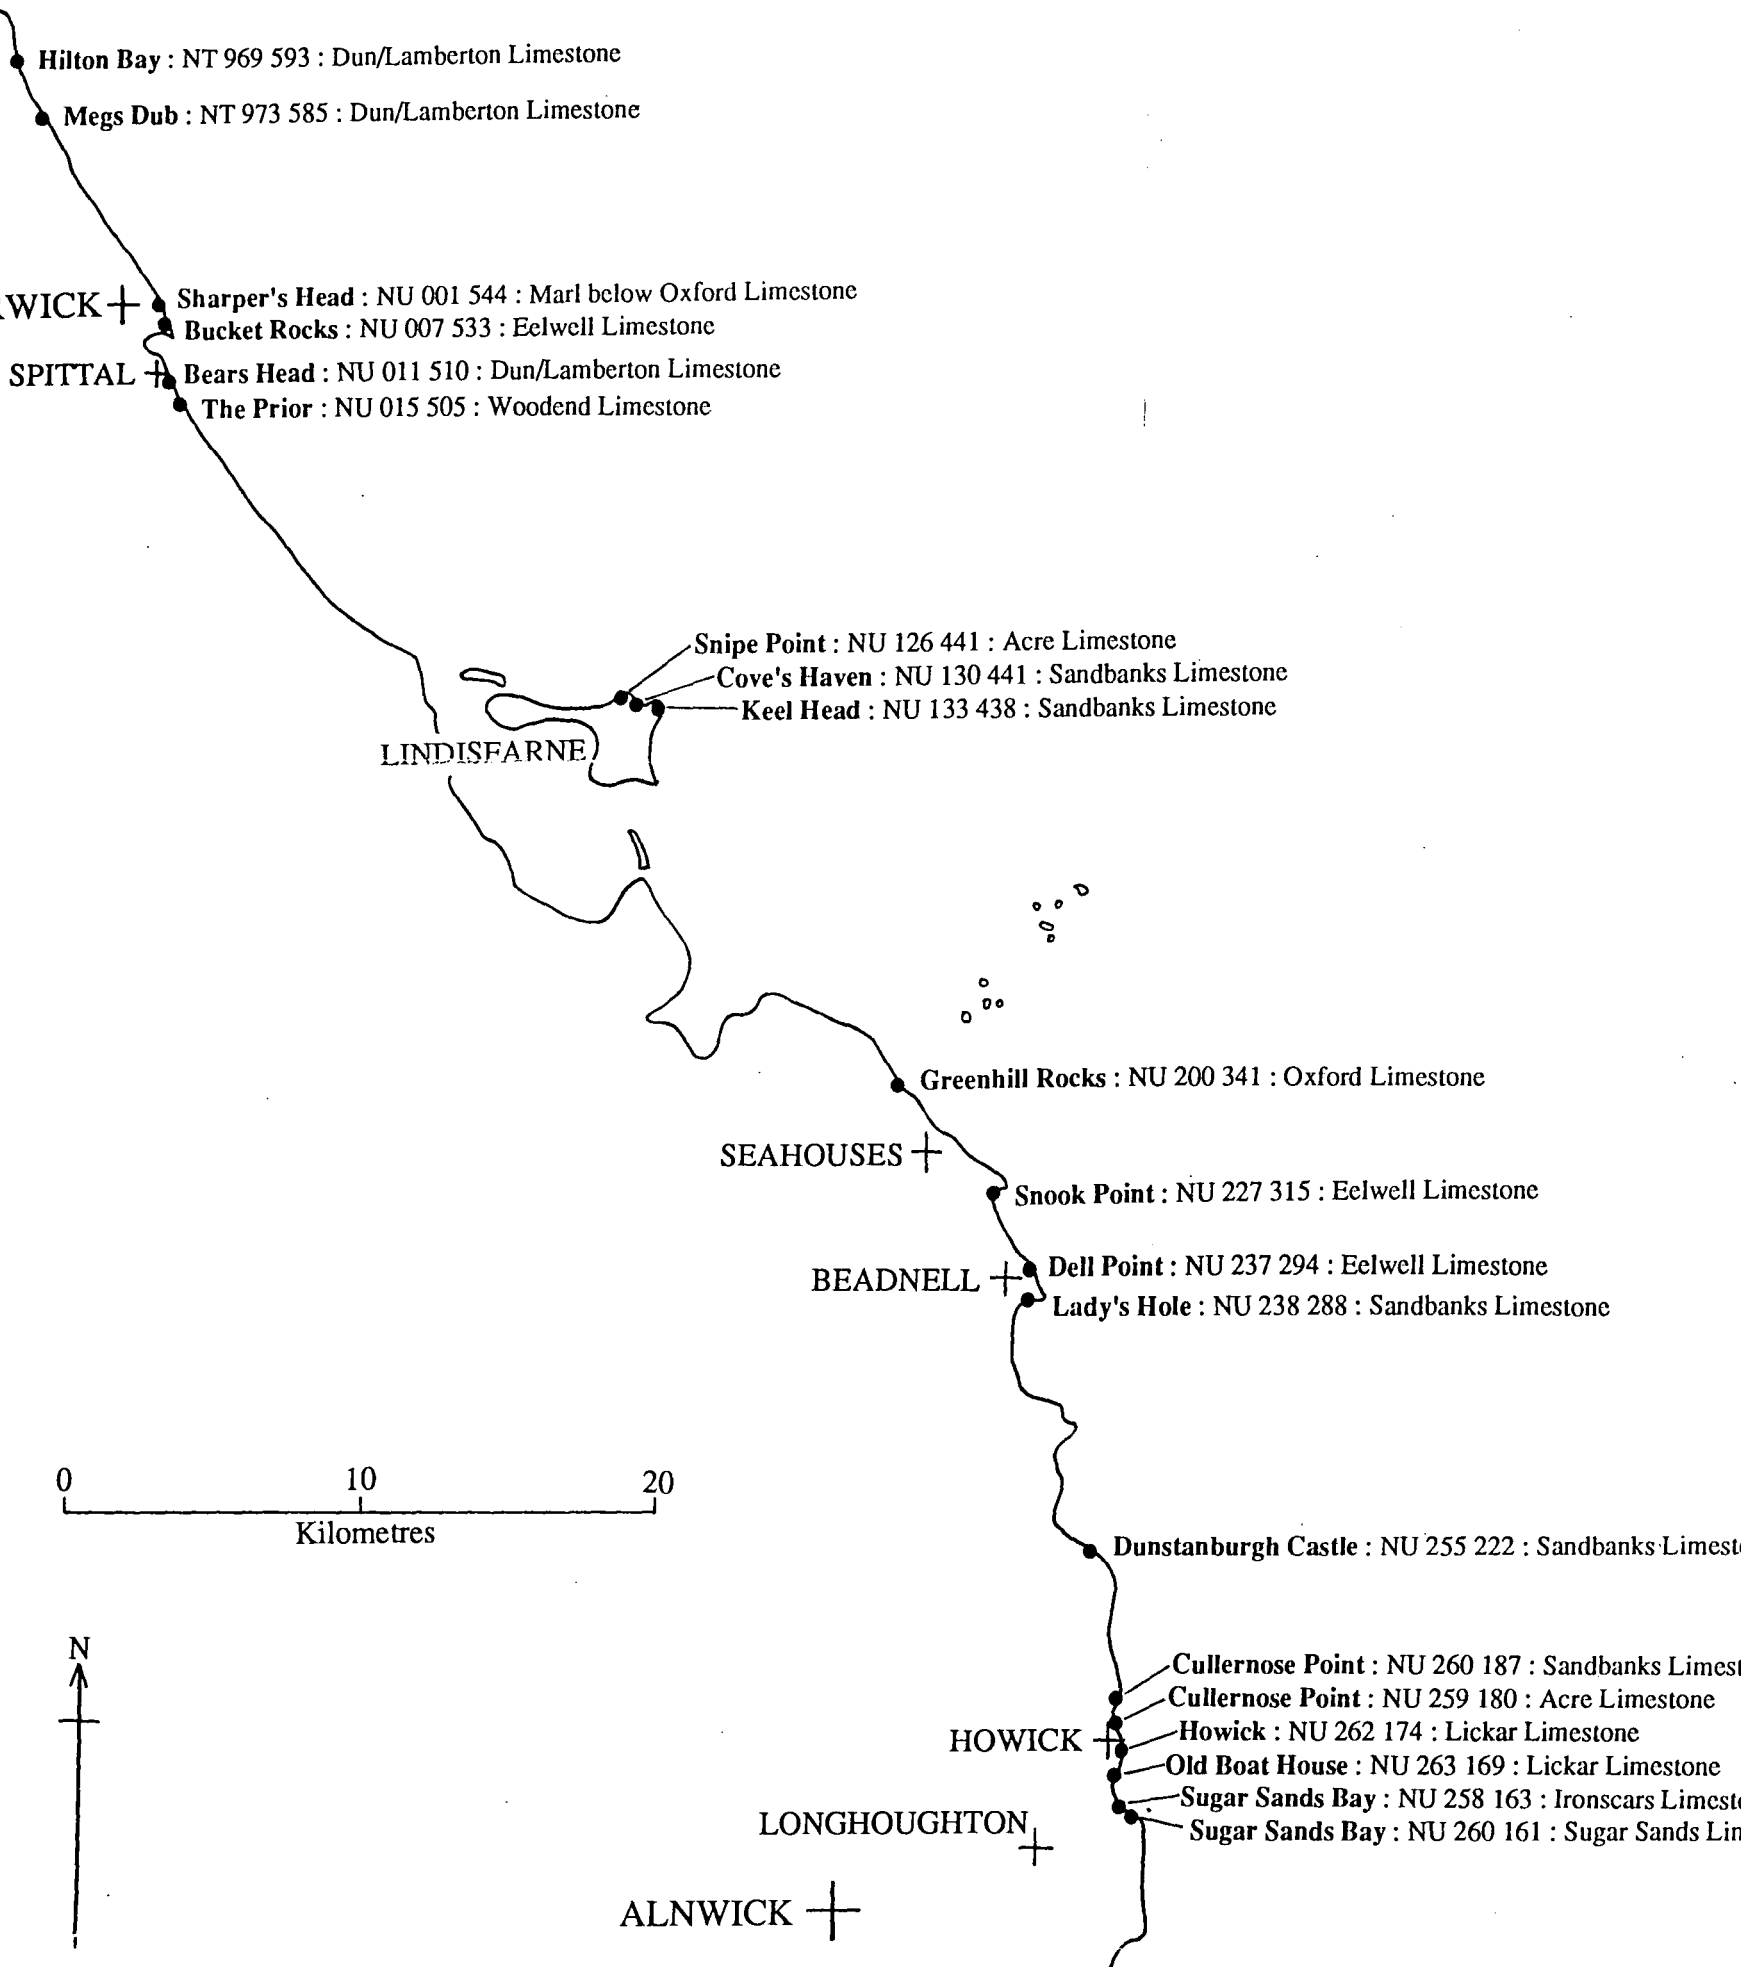 Hilton Bay : NT 969 593 : Dun/Lamberton Limestone
Megs Dub : NT 973 585 : Dun/Lamberton Limestone
WICK
Sharper's Head : NU 001 544 : Marl below Oxford Limestone
Bucket Rocks : NU 007 533 : Eelwell Limestone
SPITTAL
Bears Head : NU 011 510 : Dun/Lamberton Limestone
The Prior : NU 015 505 : Woodend Limestone
Snipe Point : NU 126 441 : Acre Limestone
Cove's Haven : NU 130 441 : Sandbanks Limestone
Keel Head : NU 133 438 : Sandbanks Limestone
LINDISFARNE
Greenhill Rocks : NU 200 341 : Oxford Limestone
SEAHOUSES
Snook Point : NU 227 315 : Eelwell Limestone
BEADNELL
Dell Point : NU 237 294 : Eelwell Limestone
Lady's Hole : NU 238 288 : Sandbanks Limestone
0 10 20
Kilometres
Dunstanburgh Castle : NU 255 222 : Sandbanks Limest
N
Cullernose Point : NU 260 187 : Sandbanks Limest
Cullernose Point : NU 259 180 : Acre Limestone
HOWICK
Howick : NU 262 174 : Lickar Limestone
Old Boat House : NU 263 169 : Lickar Limestone
Sugar Sands Bay : NU 258 163 : Ironscars Limest
LONGHOUGHTON
Sugar Sands Bay : NU 260 161 : Sugar Sands Lim
ALNWICK